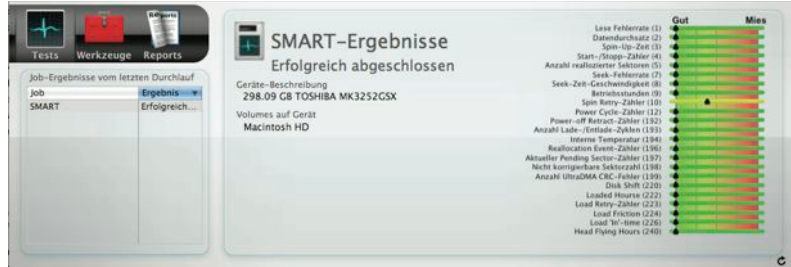 Tests
Werkzeuge
Reports
Job-Ergebnisse vom letzten Durchlauf
Job
Ergebnis
SMART
Erfolgreich...
SMART-Ergebnisse
Erfolgreich abgeschlossen
Geräte-Beschreibung
298.09 GB TOSHIBA MK3252GSX
Volumes auf Gerät
Macintosh HD
Gut
Mies
Lese Fehlerrate (1)
Datendurchsatz (2)
Spin-Up-Zeit (3)
Start-/Stopp-Zähler (4)
Anzahl reallozierter Sektoren (5)
Seek-Fehlerrate (7)
Seek-Zeit-Geschwindigkeit (8)
Betriebsstunden (9)
Spin Retry-Zähler (10)
Power Cycle-Zähler (12)
Power-off Retract-Zähler (192)
Anzahl Lade-/Entlade-Zyklen (193)
Interne Temperatur (194)
Reallocation Event-Zähler (196)
Aktueller Pending Sector-Zähler (197)
Nicht korrigierbare Sektorzahl (198)
Anzahl UltraDMA CRC-Fehler (199)
Disk Shift (220)
Loaded Hourse (222)
Load Retry-Zähler (223)
Load Friction (224)
Load 'In'-time (226)
Head Flying Hours (240)